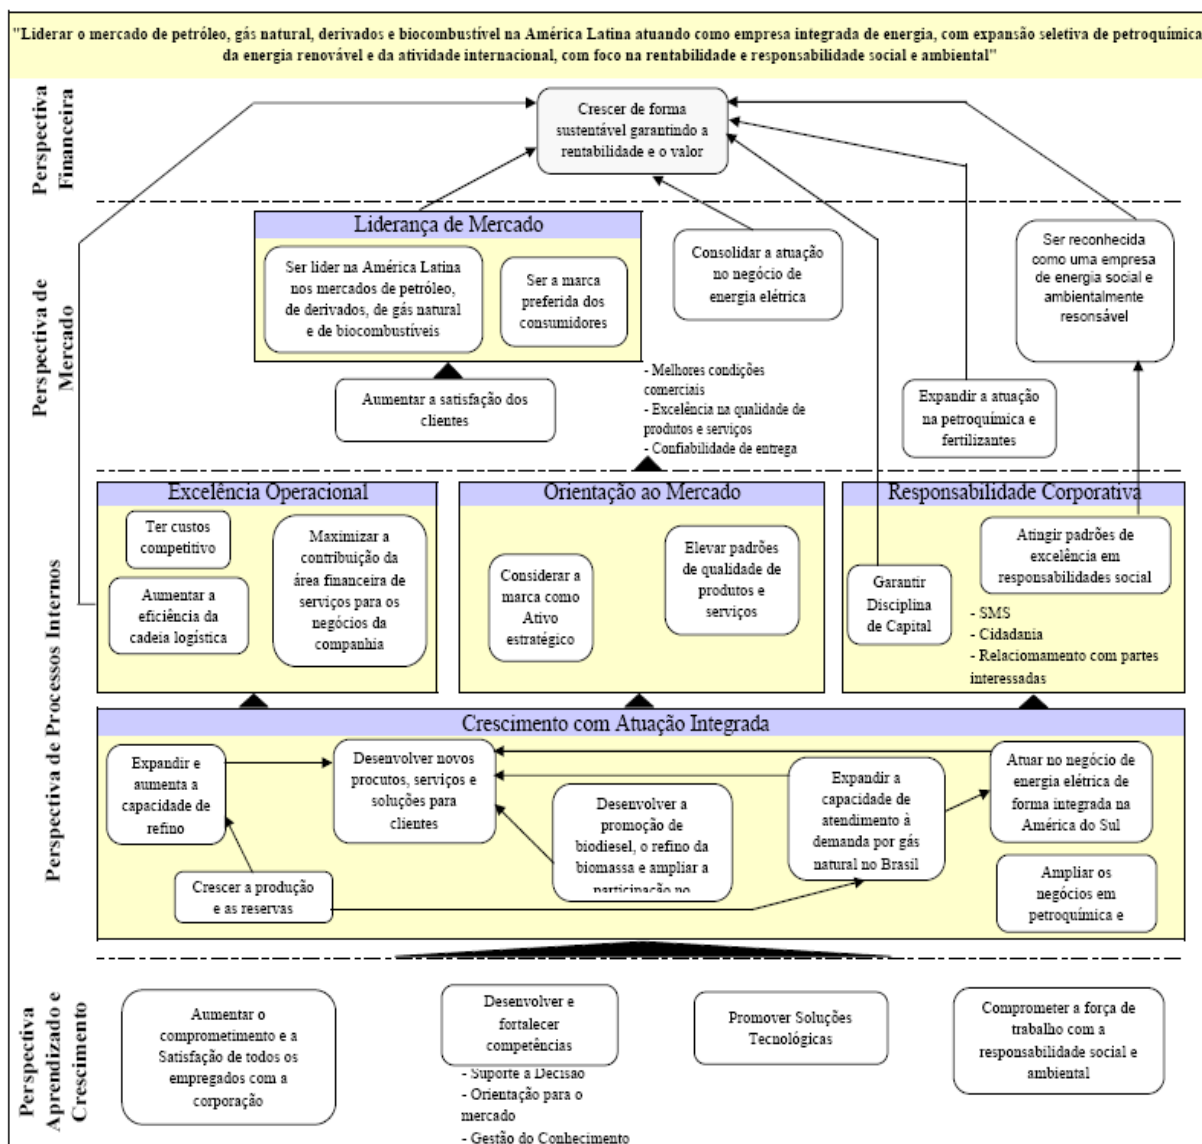 "Liderar o mercado de petróleo, gás natural, derivados e biocombustível na América Latina atuando como empresa integrada de energia, com expansão seletiva de petroquímica
da energia renovável e da atividade internacional, com foco na rentabilidade e responsabilidade social e ambiental"
Perspectiva
Financeira
Crescer de forma
sustentável garantindo a
rentabilidade e o valor
Perspectiva de
Mercado
Liderança de Mercado
Ser lider na América Latina
nos mercados de petróleo,
de derivados, de gás natural
e de biocombustíveis
Ser a marca
preferida dos
consumidores
Consolidar a atuação
no negócio de
energia elétrica
Ser reconhecida
como uma empresa
de energia social e
ambientalmente
resonsável
Aumentar a satisfação dos
clientes
- Melhores condições
comerciais
- Excelência na qualidade de
produtos e serviços
- Confiabilidade de entrega
Expandir a atuação
na petroquímica e
fertilizantes
Perspectiva de Processos Internos
Excelência Operacional
Ter custos
competitivo
Aumentar a
eficiência da
cadeia logística
Maximizar a
contribuição da
área financeira de
serviços para os
negócios da
companhia
Orientação ao Mercado
Considerar a
marca como
Ativo
estratégico
Elevar padrões
de qualidade de
produtos e
serviços
Responsabilidade Corporativa
Garantir
Disciplina
de Capital
Atingir padrões de
excelência em
responsabilidades social
- SMS
- Cidadania
- Relaciomamento com partes
interessadas
Crescimento com Atuação Integrada
Expandir e
aumenta a
capacidade de
refino
Desenvolver novos
procutos, serviços e
soluções para
clientes
Desenvolver a
promoção de
biodiesel, o refino da
biomassa e ampliar a
participação no
Expandir a
capacidade de
atendimento à
demanda por gás
natural no Brasil
Atuar no negócio de
energia elétrica de
forma integrada na
América do Sul
Crescer a produção
e as reservas
Ampliar os
negócios em
petroquímica e
Perspectiva
Aprendizado e
Crescimento
Aumentar o
comprometimento e a
Satisfação de todos os
empregados com a
corporação
Desenvolver e
fortalecer
competências
- Suporte a Decisão
- Orientação para o
mercado
- Gestão do Conhecimento
Promover Soluções
Tecnológicas
Comprometer a força de
trabalho com a
responsabilidade social e
ambiental